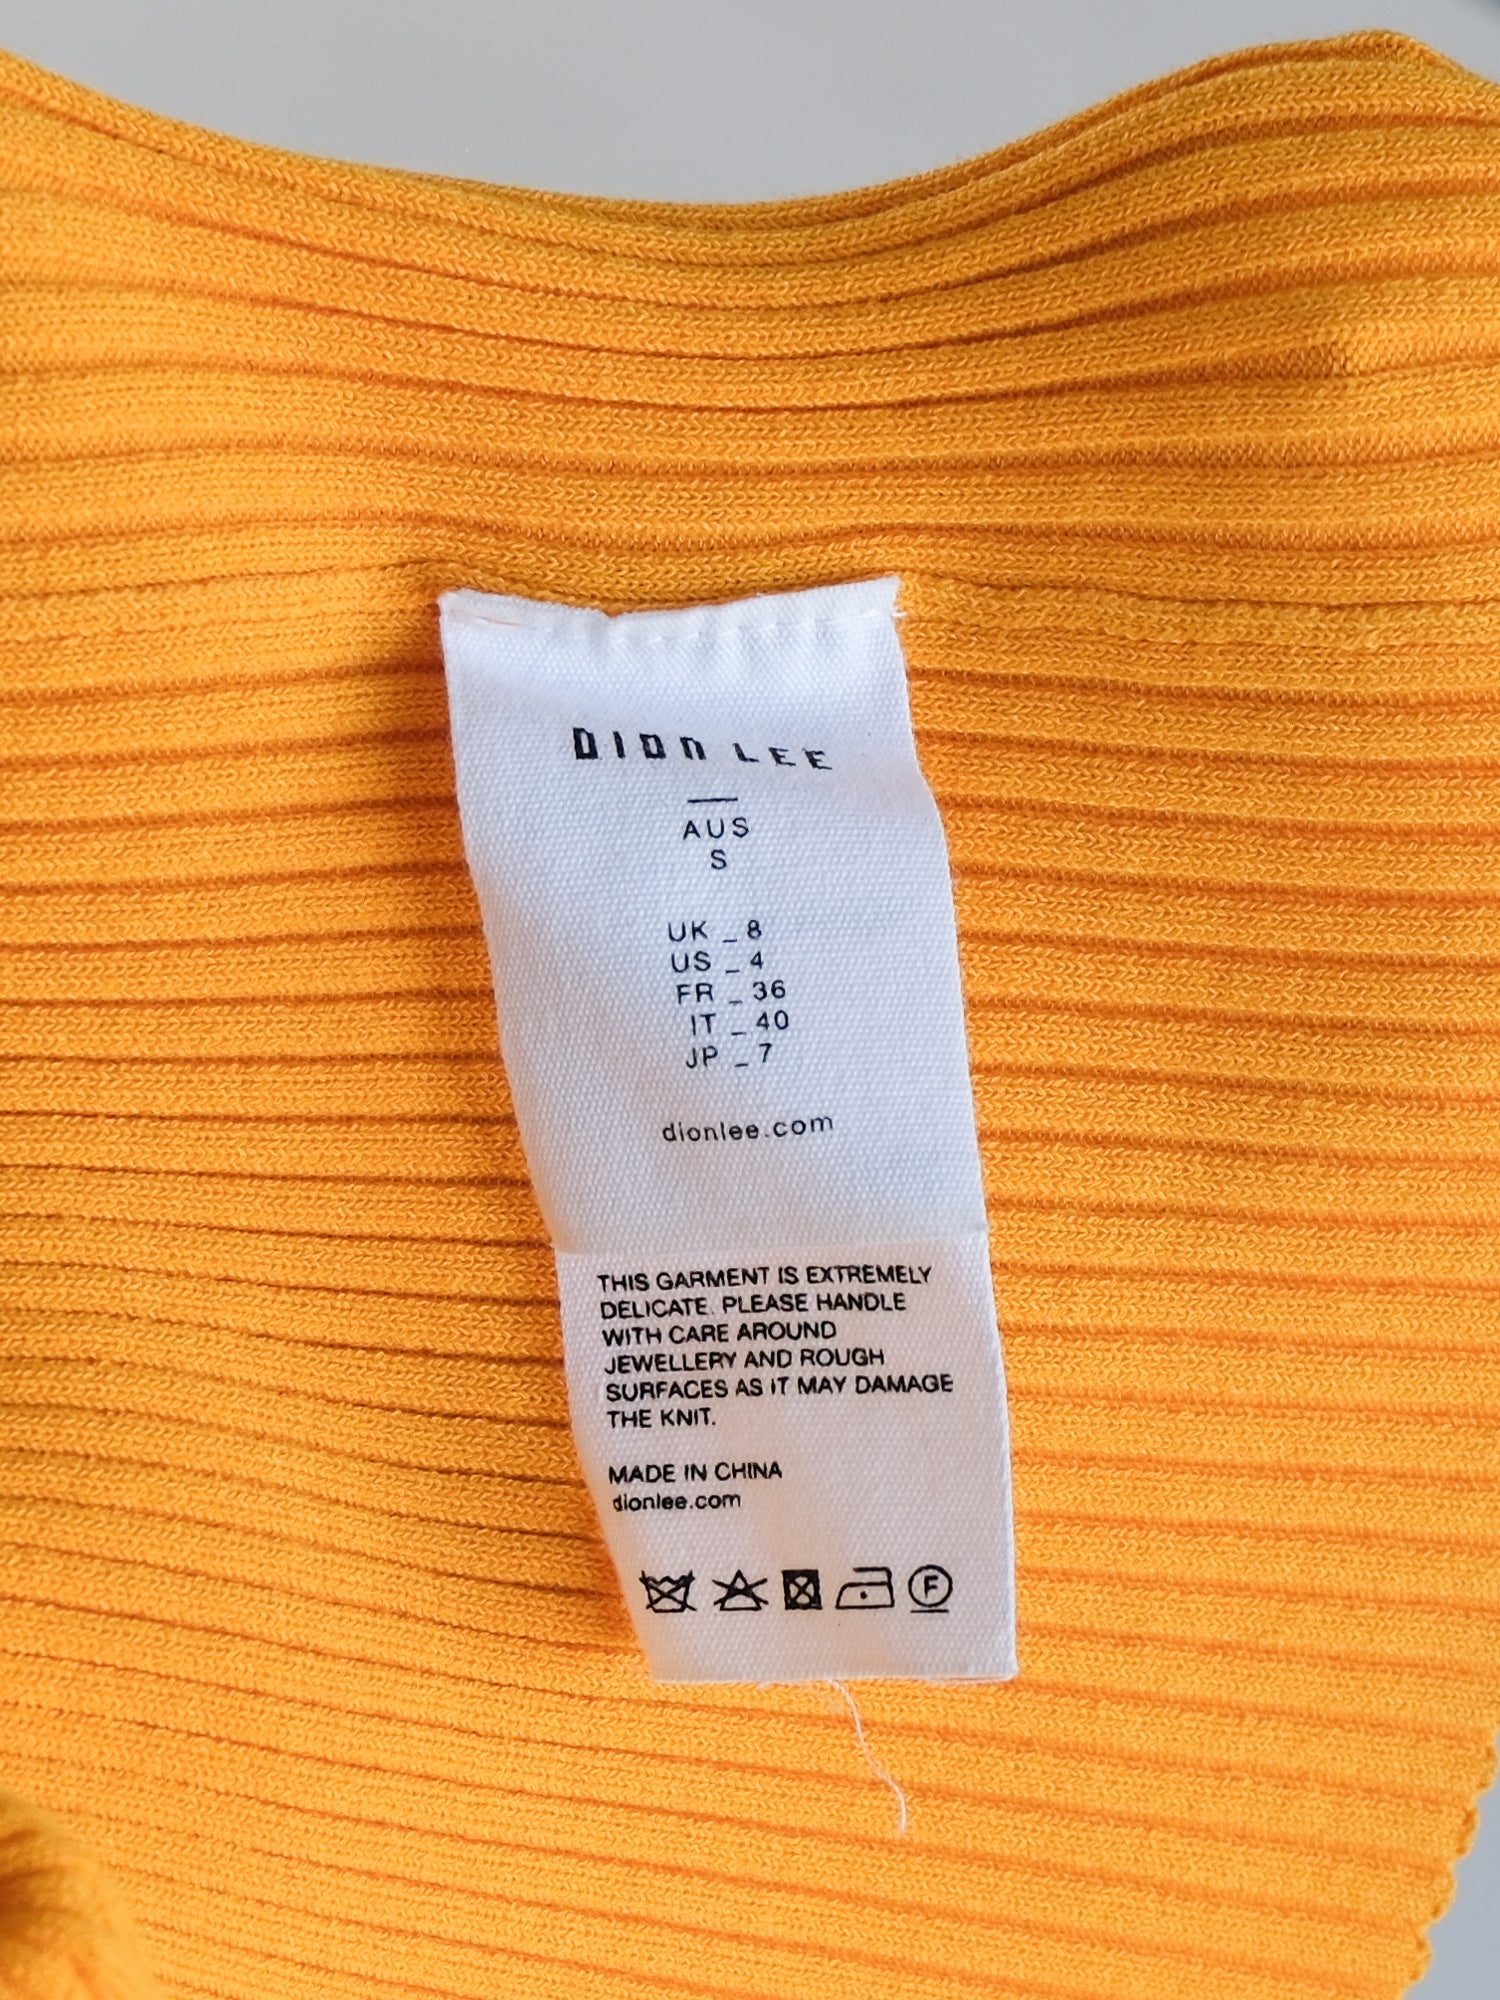 DION LEE
AUS
S
UK _ 8
US _ 4
FR _ 36
IT _ 40
JP _ 7
dionlee.com
THIS GARMENT IS EXTREMELY
DELICATE. PLEASE HANDLE
WITH CARE AROUND
JEWELLERY AND ROUGH
SURFACES AS IT MAY DAMAGE
THE KNIT.
MADE IN CHINA
dionlee.com
F